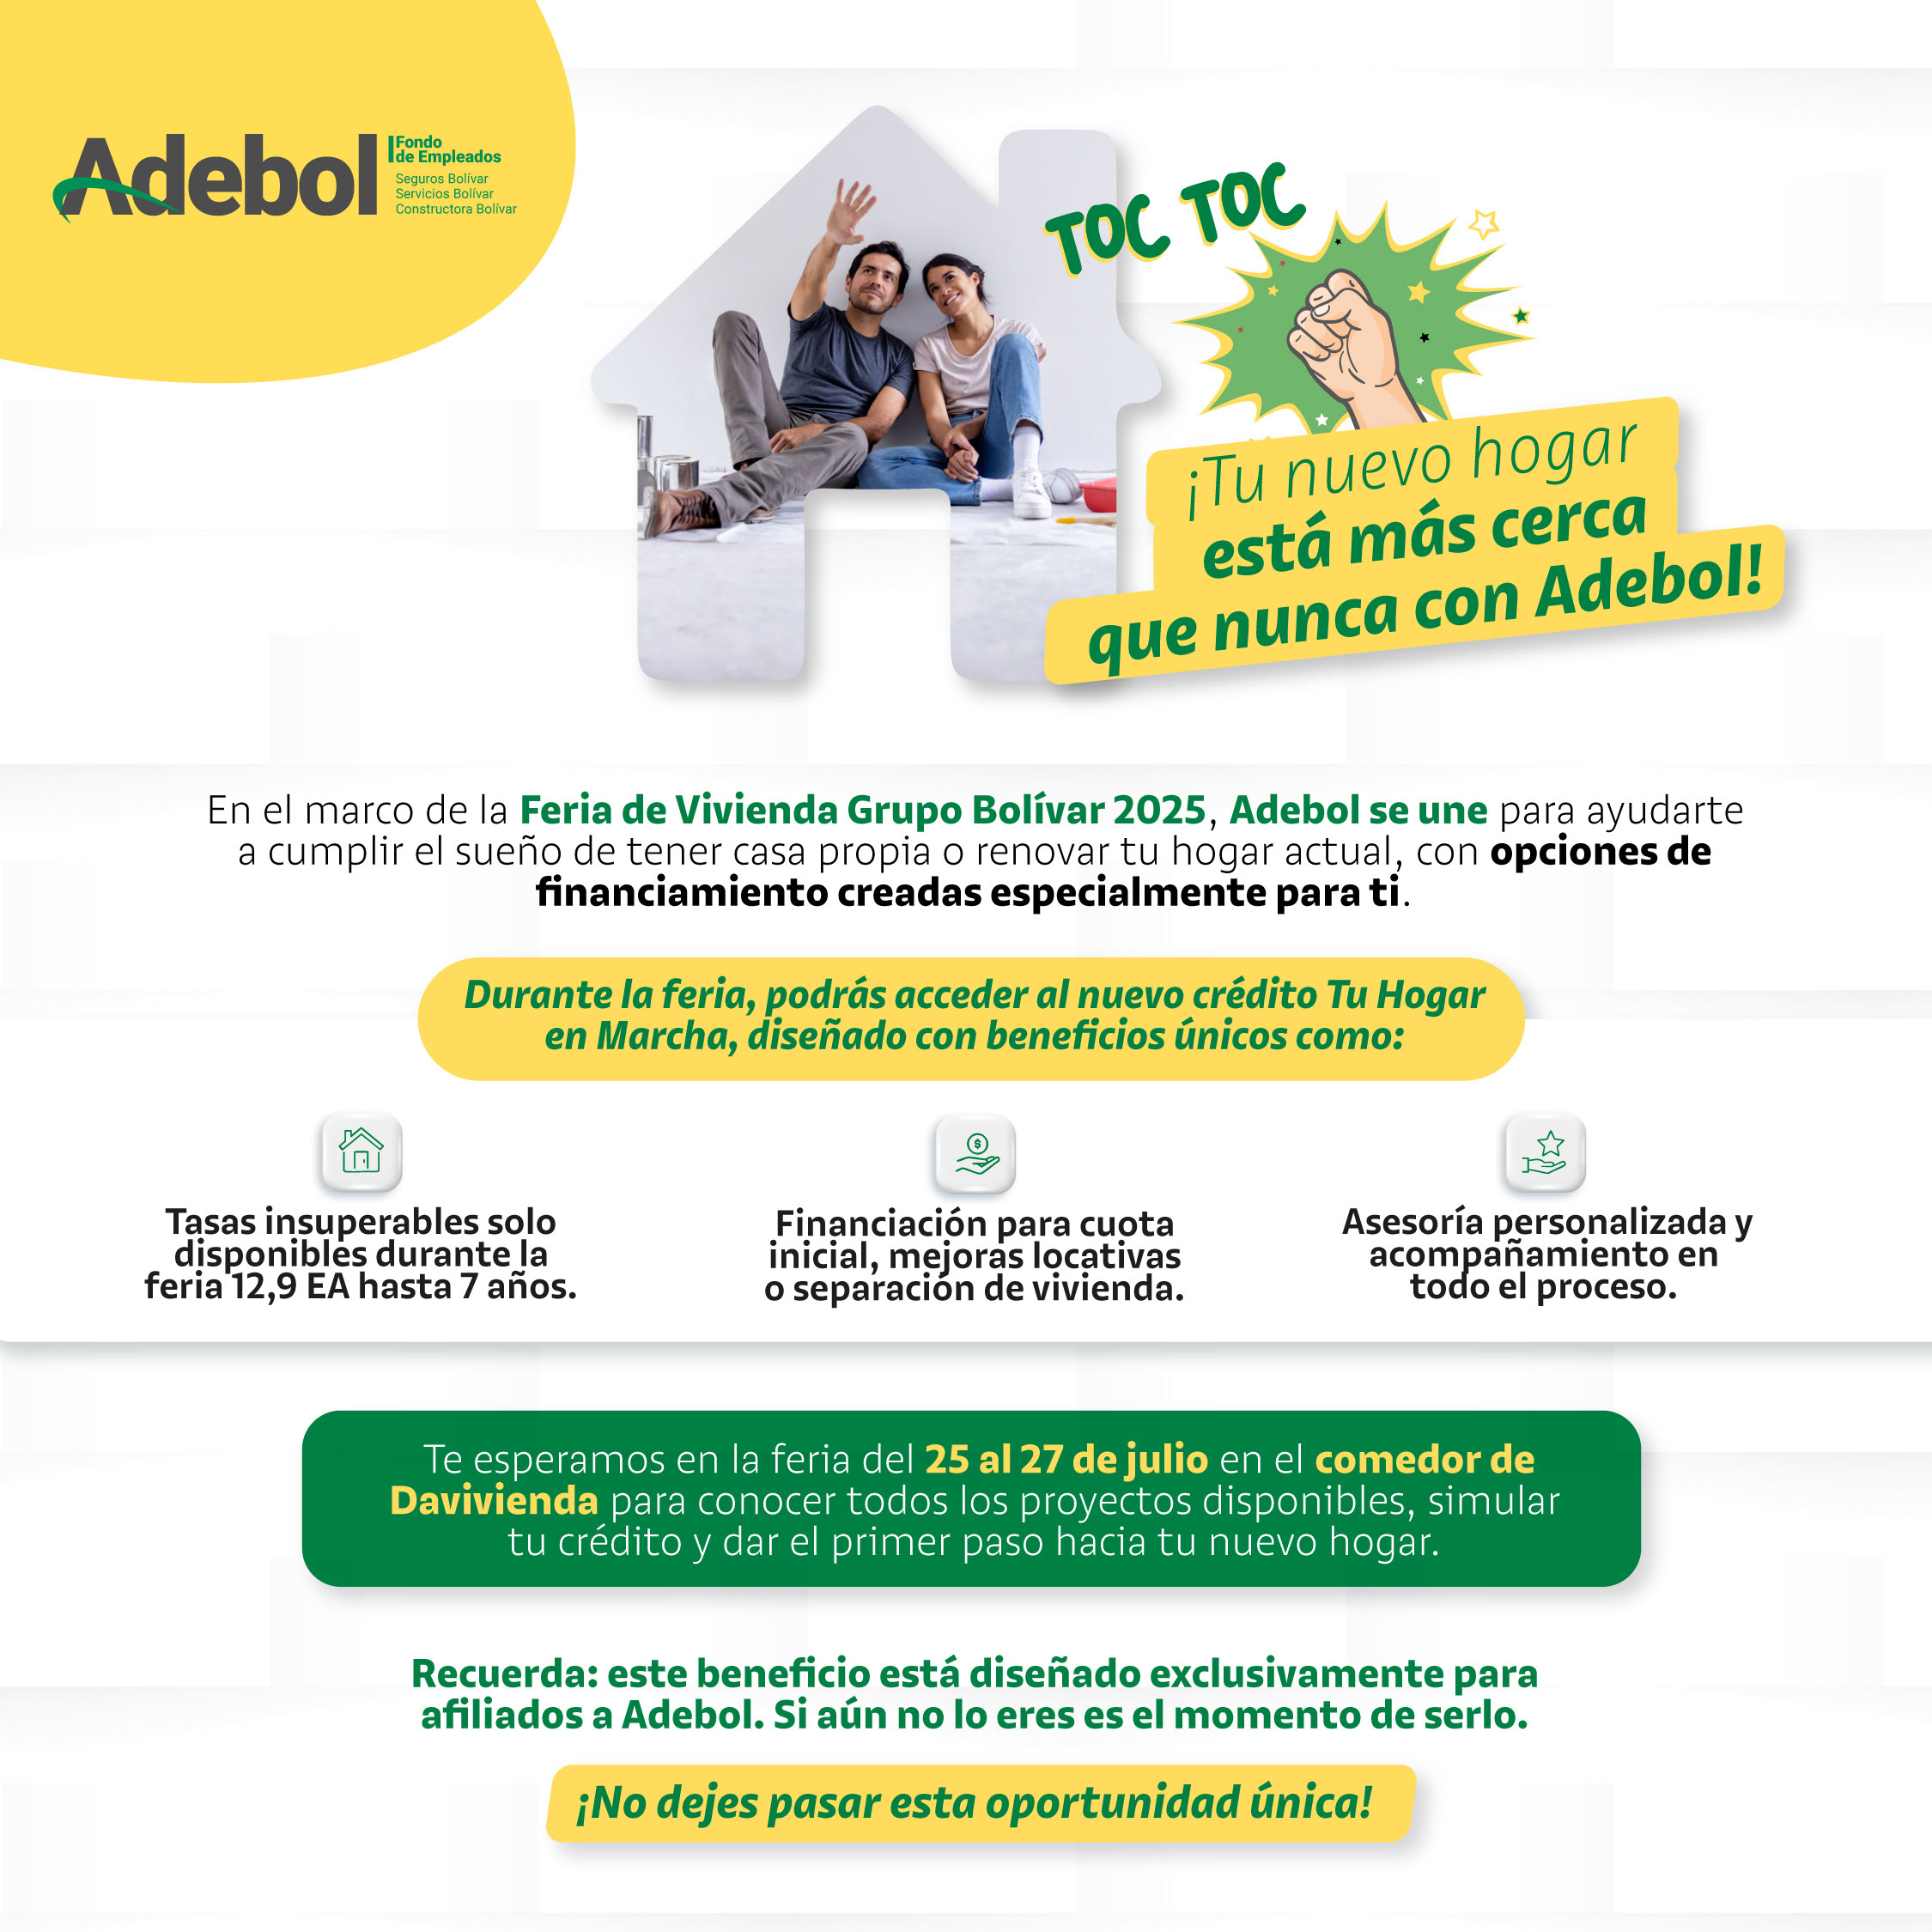 Adebol
Fondo
de Empleados
Seguros Bolívar
Servicios Bolívar
Constructora Bolívar
TOC TOC
¡Tu nuevo hogar
está más cerca
que nunca con Adebol!
En el marco de la Feria de Vivienda Grupo Bolívar 2025, Adebol se une para ayudarte
a cumplir el sueño de tener casa propia o renovar tu hogar actual, con opciones de
financiamiento creadas especialmente para ti.
Durante la feria, podrás acceder al nuevo crédito Tu Hogar
en Marcha, diseñado con beneficios únicos como:
Tasas insuperables solo
disponibles durante la
feria 12,9 EA hasta 7 años.
Financiación para cuota
inicial, mejoras locativas
o separación de vivienda.
Asesoría personalizada y
acompañamiento en
todo el proceso.
Te esperamos en la feria del 25 al 27 de julio en el comedor de
Davivienda para conocer todos los proyectos disponibles, simular
tu crédito y dar el primer paso hacia tu nuevo hogar.
Recuerda: este beneficio está diseñado exclusivamente para
afiliados a Adebol. Si aún no lo eres es el momento de serlo.
¡No dejes pasar esta oportunidad única!